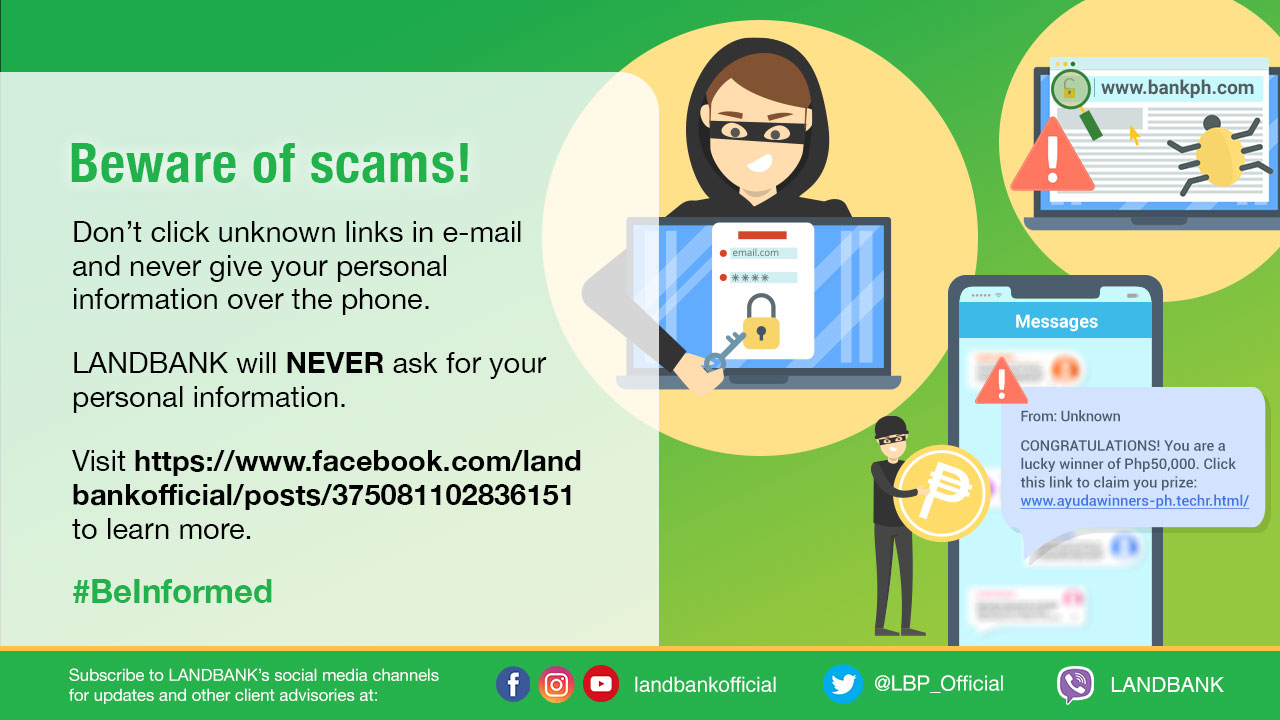 Beware of scams!
Don't click unknown links in e-mail
and never give your personal
information over the phone.
LANDBANK will NEVER ask for your
personal information.
Visit https://www.facebook.com/land
bankofficial/posts/375081102836151
to learn more.
#BeInformed
email.com
****
www.bankph.com
Messages
From: Unknown
CONGRATULATIONS! You are a
lucky winner of Php50,000. Click
this link to claim you prize:
www.ayudawinners-ph.techr.html/
Subscribe to LANDBANK's social media channels
for updates and other client advisories at:
landbankofficial
@LBP_Official
LANDBANK